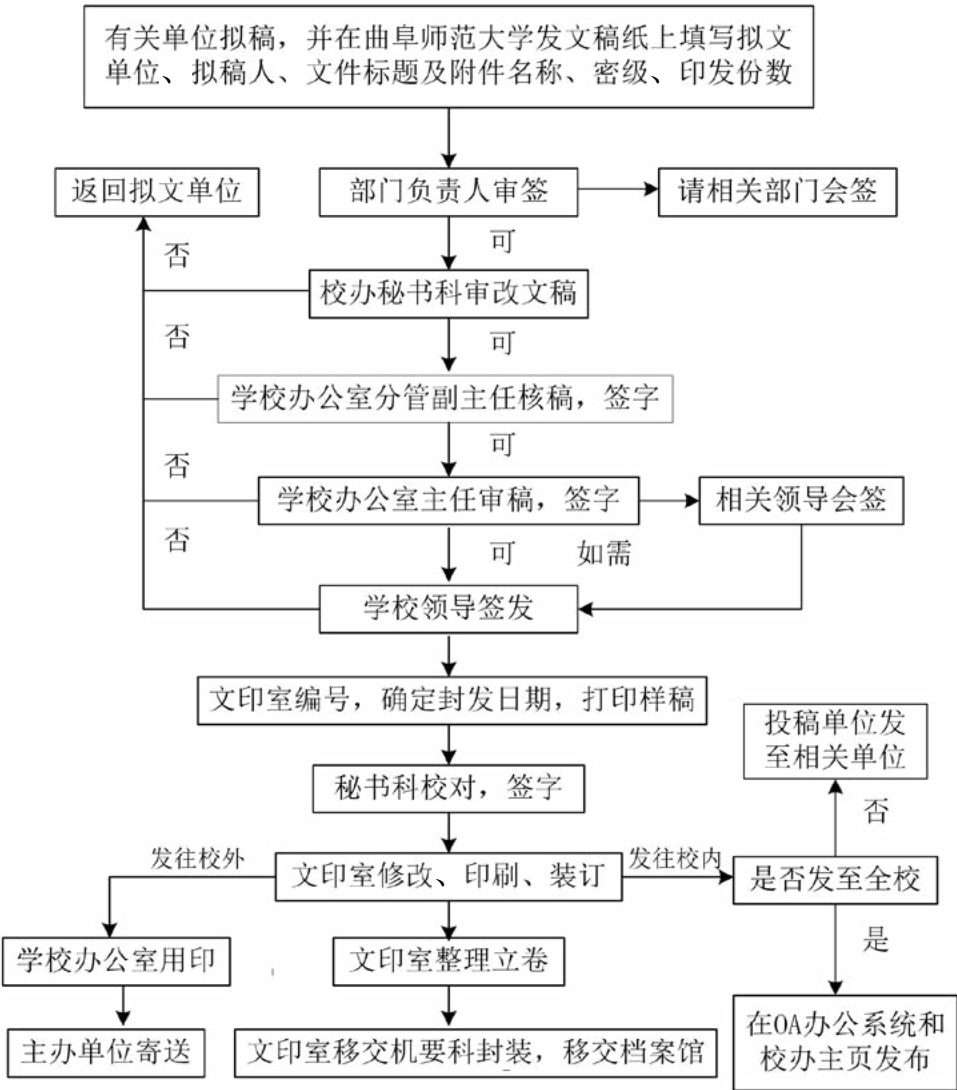 有关单位拟稿，并在曲阜师范大学发文稿纸上填写拟文
单位、拟稿人、文件标题及附件名称、密级、印发份数
返回拟文单位
部门负责人审签
请相关部门会签
否
可
校办秘书科审改文稿
否
可
学校办公室分管副主任核稿，签字
可
否
学校办公室主任审稿，签字
相关领导会签
否
可
如需
学校领导签发
文印室编号，确定封发日期，打印样稿
投稿单位发
至相关单位
秘书科校对，签字
否
发往校外
文印室修改、印刷、装订
发往校内
是否发至全校
是
学校办公室用印
文印室整理立卷
主办单位寄送
文印室移交机要科封装，移交档案馆
在OA办公系统和
校办主页发布